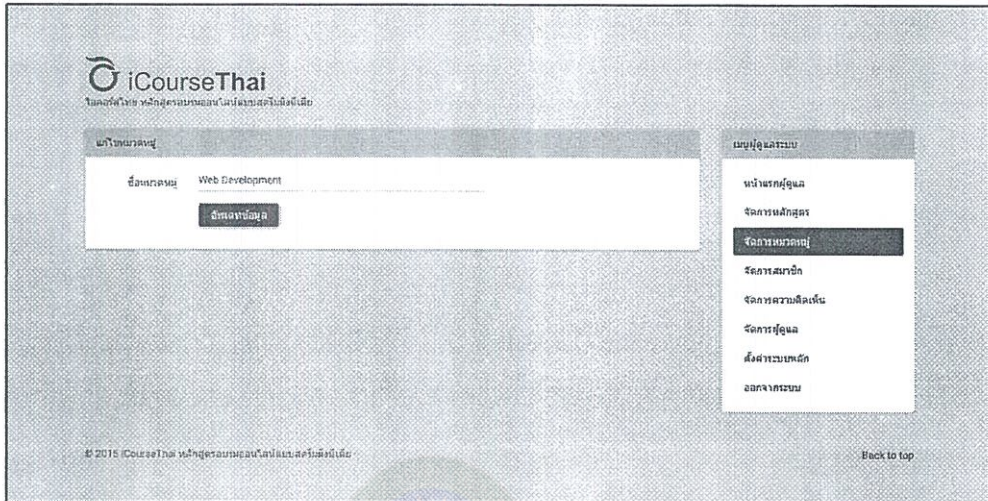 iCourseThai
ไอคอร์สไทย หลักสูตรอบรมออนไลน์แบบสตรีมมิ่งมีเดีย
แก้ไขหมวดหมู่
ชื่อหมวดหมู่ Web Development
อัพเดทข้อมูล
เมนูผู้ดูแลระบบ
หน้าแรกผู้ดูแล
จัดการหลักสูตร
จัดการหมวดหมู่
จัดการสมาชิก
จัดการความคิดเห็น
จัดการผู้ดูแล
ตั้งค่าระบบหลัก
ออกจากระบบ
© 2015 iCourseThai หลักสูตรอบรมออนไลน์แบบสตรีมมิ่งมีเดีย
Back to top